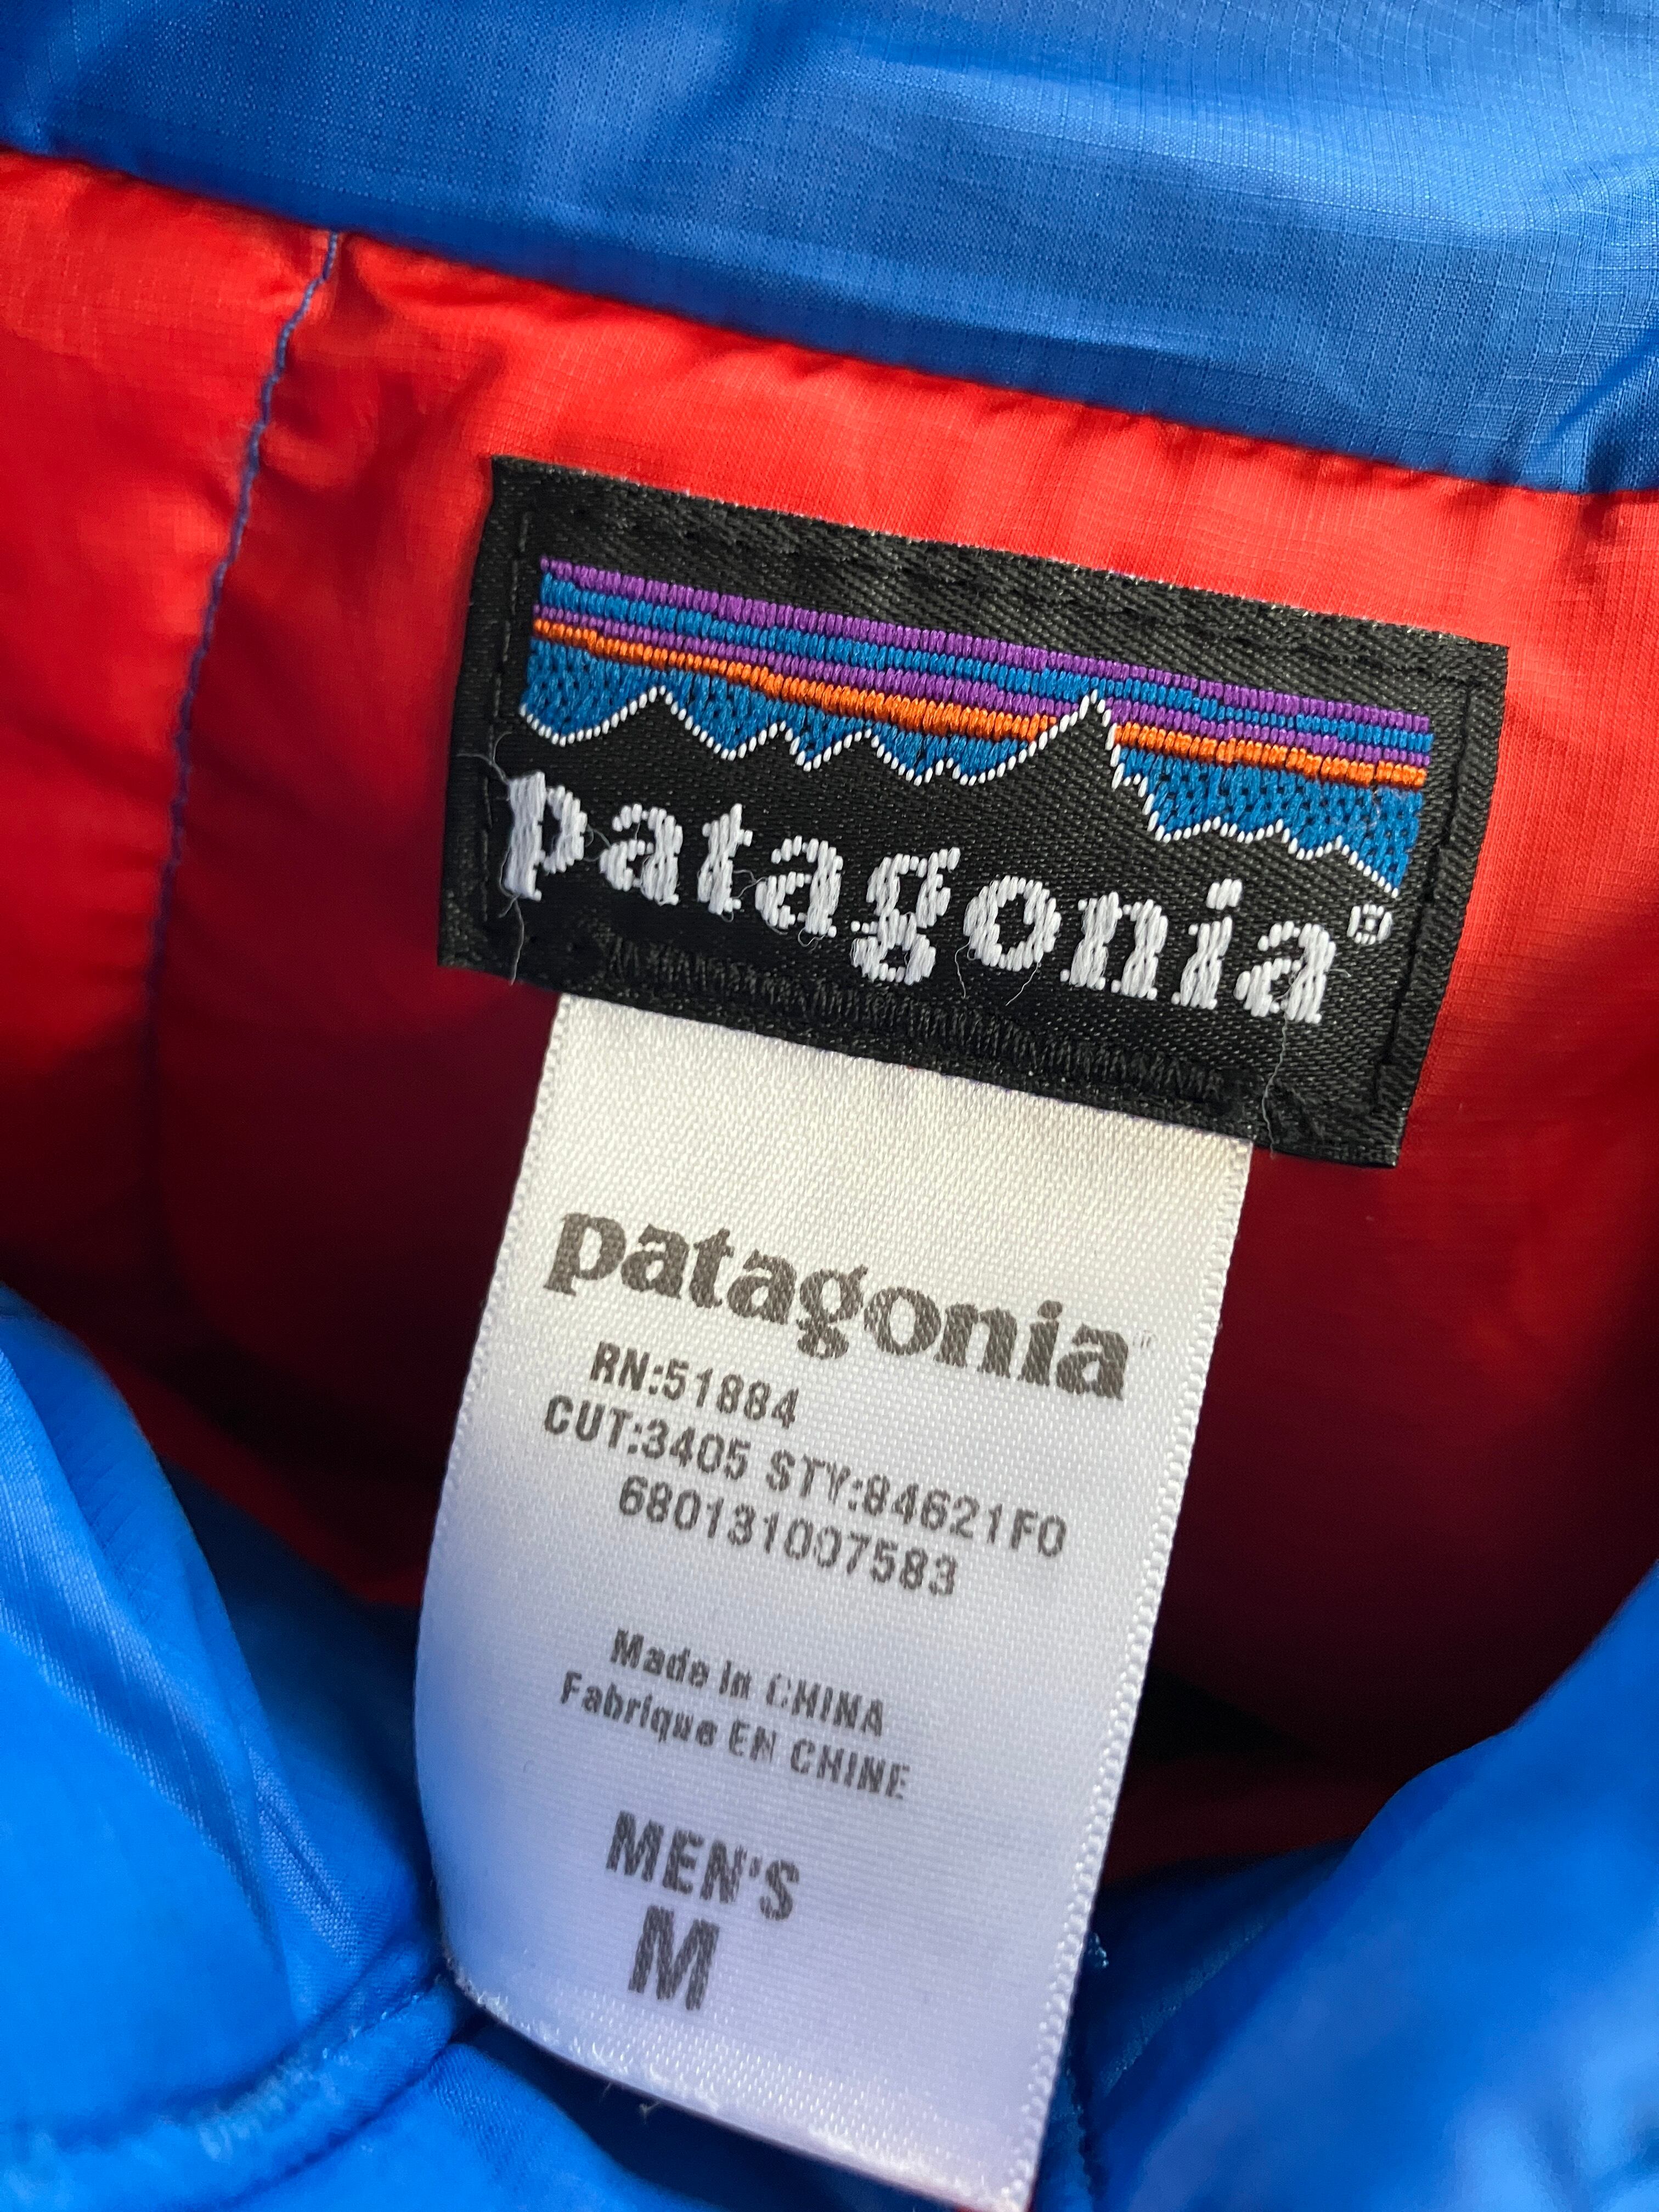 patagonia®
patagonia
RN:51884
CUT:3405 STY:84621F0
680131007583
Made in CHINA
Fabrique EN CHINE
MEN'S
M